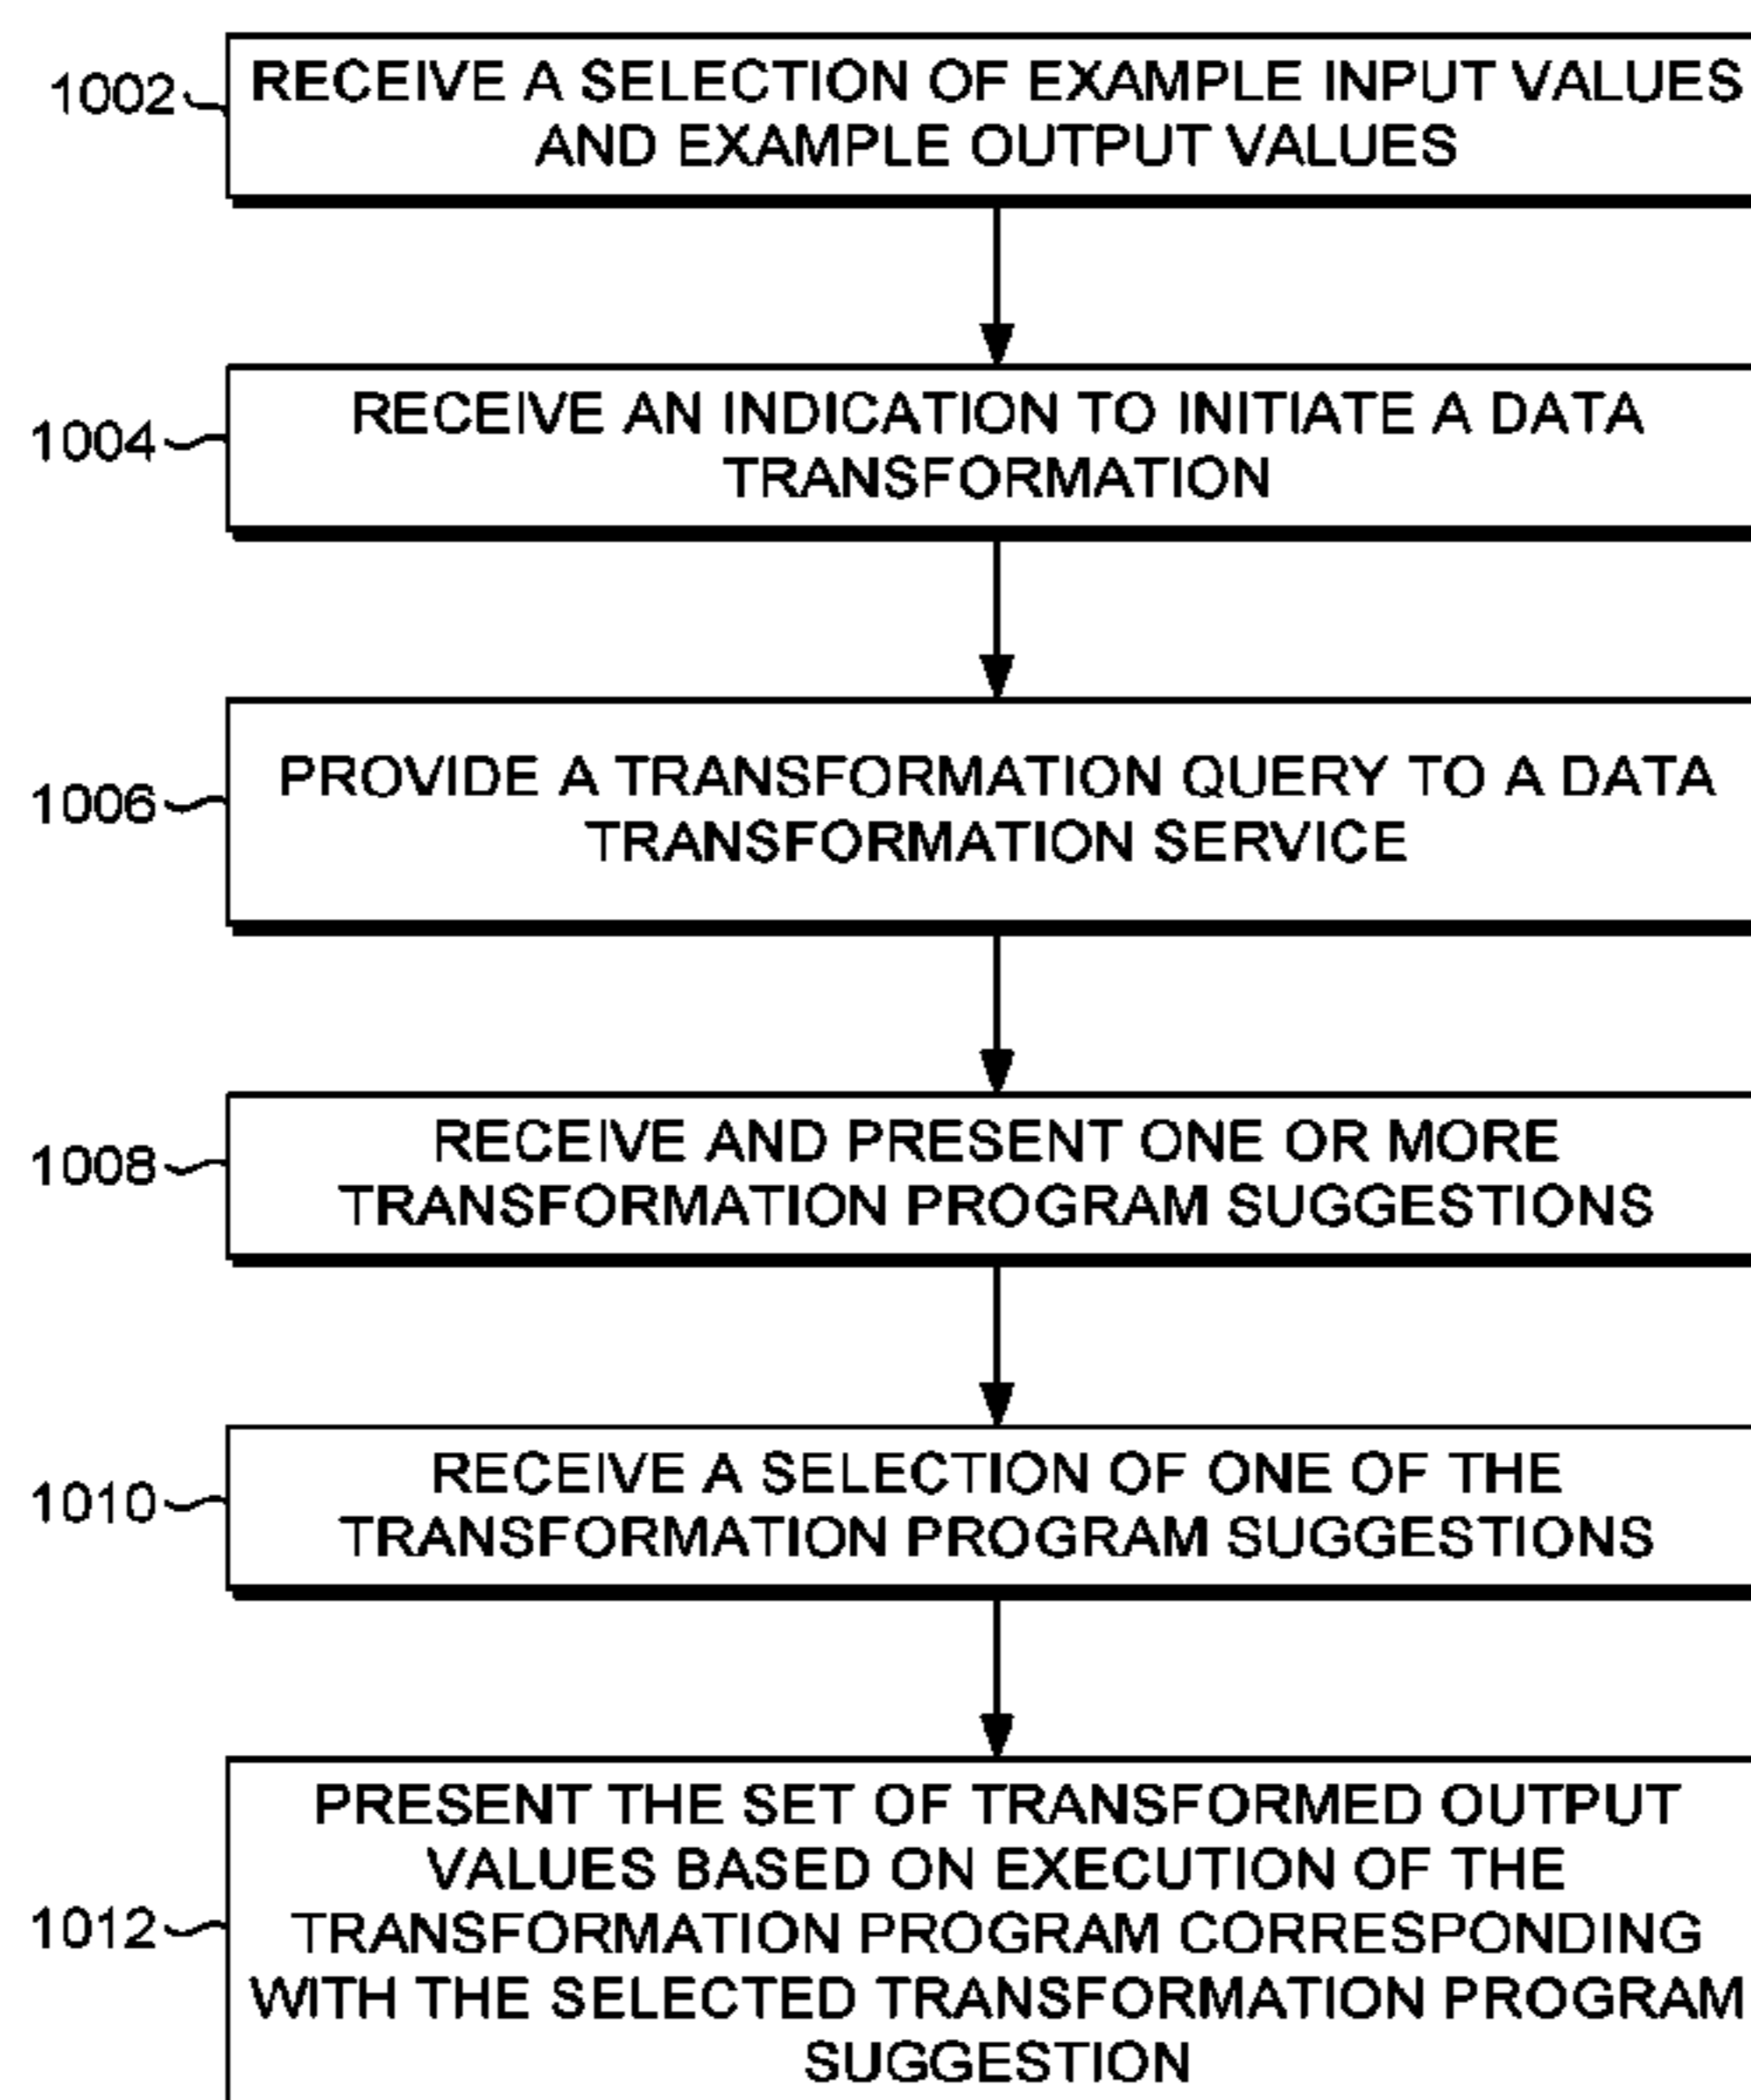 1002
RECEIVE A SELECTION OF EXAMPLE INPUT VALUES
AND EXAMPLE OUTPUT VALUES
1004
RECEIVE AN INDICATION TO INITIATE A DATA
TRANSFORMATION
1006
PROVIDE A TRANSFORMATION QUERY TO A DATA
TRANSFORMATION SERVICE
1008
RECEIVE AND PRESENT ONE OR MORE
TRANSFORMATION PROGRAM SUGGESTIONS
1010
RECEIVE A SELECTION OF ONE OF THE
TRANSFORMATION PROGRAM SUGGESTIONS
1012
PRESENT THE SET OF TRANSFORMED OUTPUT
VALUES BASED ON EXECUTION OF THE
TRANSFORMATION PROGRAM CORRESPONDING
WITH THE SELECTED TRANSFORMATION PROGRAM
SUGGESTION